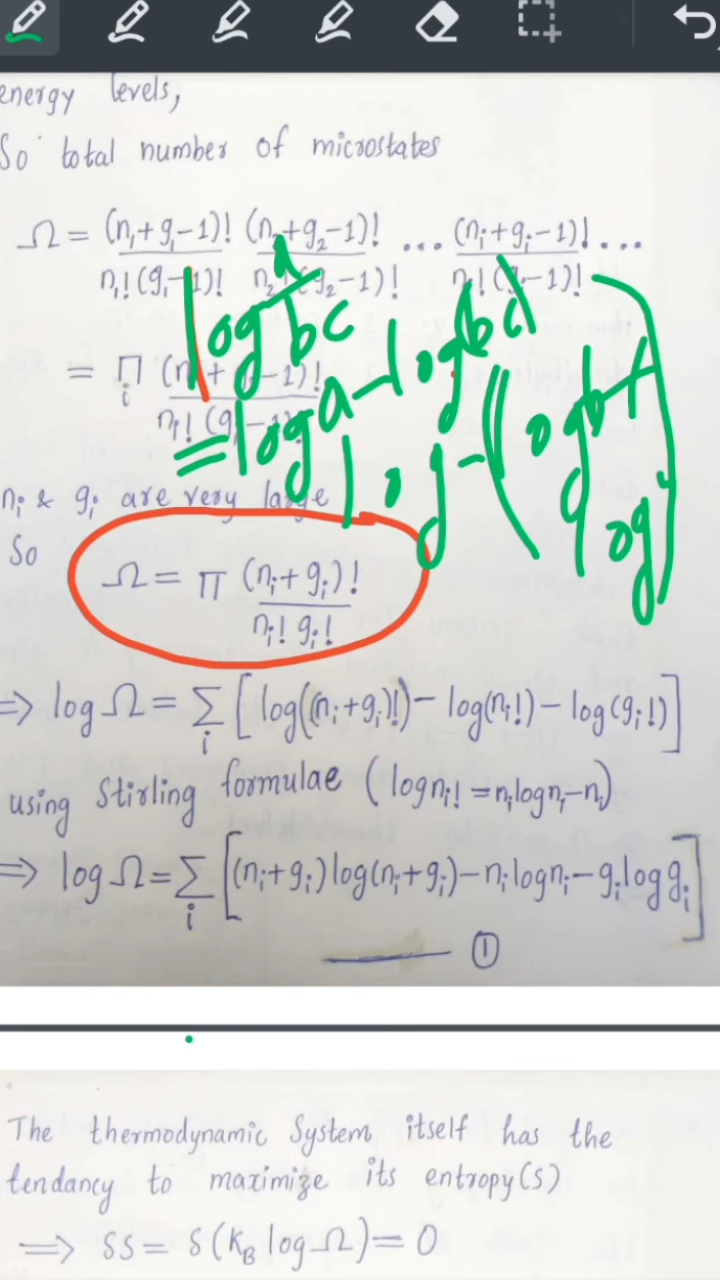 energy levels,
So total number of microstates
Ω = (n₁+g₁-1)! / n₁!(g₁-1)! (n₂+g₂-1)! / n₂!(g₂-1)! ... (nᵢ+gᵢ-1)! / nᵢ!(gᵢ-1)! ...
log a/bc
= log a - log bc
= Π i (nᵢ + gᵢ-1)! / nᵢ! (gᵢ-1)!
log - (log b + log
nᵢ & gᵢ are very large
So
Ω = Π (nᵢ+gᵢ)! / nᵢ! gᵢ!
=> log Ω = Σ i [log((nᵢ+gᵢ)!) - log(nᵢ!) - log(gᵢ!)]
using Stirling formulae (log nᵢ! = nᵢ log nᵢ - nᵢ)
=> log Ω = Σ i [(nᵢ+gᵢ) log(nᵢ+gᵢ) - nᵢ log nᵢ - gᵢ log gᵢ]
①
The thermodynamic System itself has the
tendancy to maximize its entropy(S)
=> δS = δ(K_B log Ω) = 0